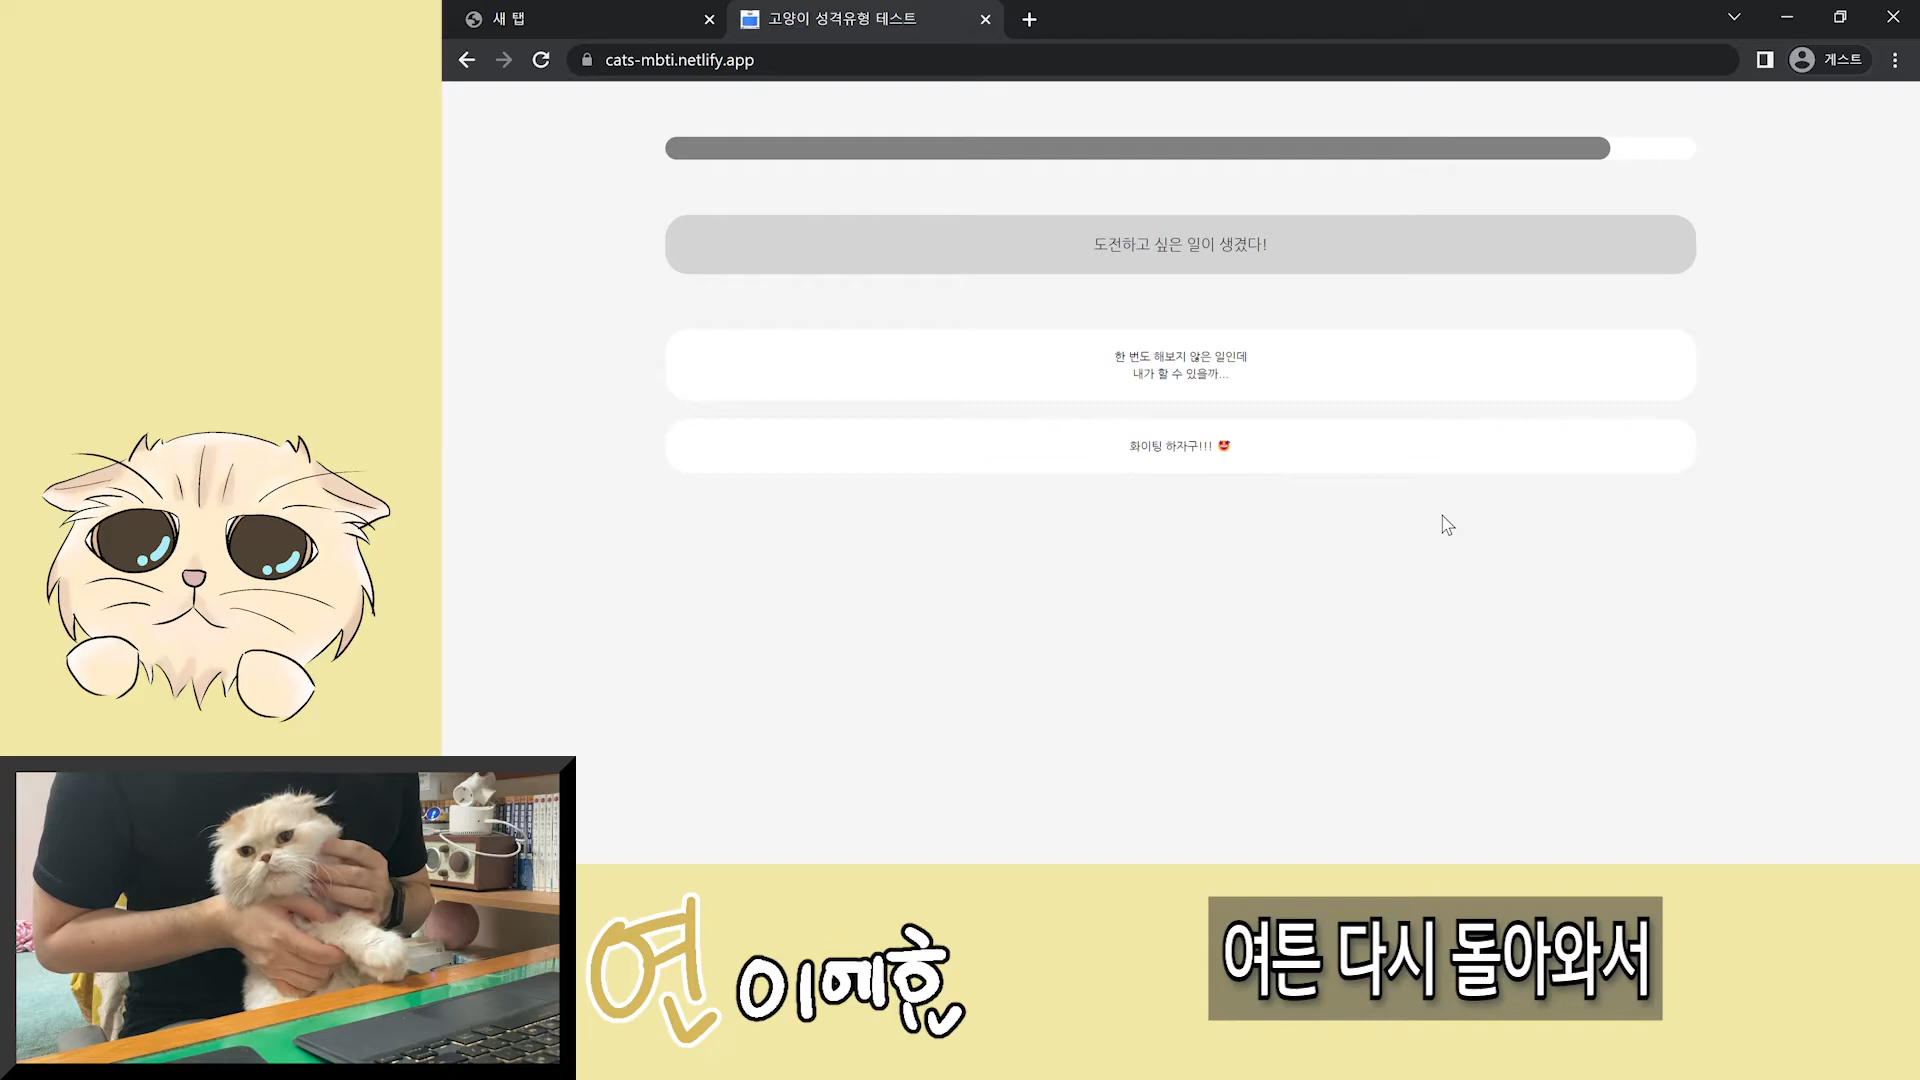 새 탭
고양이 성격유형 테스트
cats-mbti.netlify.app
게스트
도전하고 싶은 일이 생겼다!
한 번도 해보지 않은 일인데
내가 할 수 있을까...
화이팅 하자구!!! 🤩
연이예호
여튼 다시 돌아와서